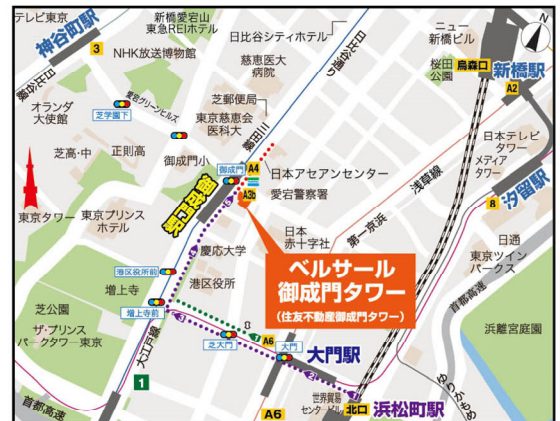 テレビ東京
新橋愛宕山
東急REIホテル
日比谷シティホテル
日比谷通り
ニュー
新橋ビル
N
神谷町駅
3
NHK放送博物館
慈恵医大
病院
桜田
公園
烏森口
新橋駅
A2
日比谷線
オランダ
大使館
愛宕グリーンヒルズ
芝学園下
芝郵便局
東京慈恵会
医科大
三田線
日本テレビ
タワー
メディア
タワー
芝高・中
正則高
御成門小
御成門
A4
日本アセアンセンター
浅草線
汐留駅
8
東京タワー
東京プリンス
ホテル
御成門駅
A3b
愛宕警察署
第一京浜
日本
赤十字社
慶応大学
日通
東京ツイン
パークス
港区役所前
港区役所
ベルサール
御成門タワー
(住友不動産御成門タワー)
首都高速
芝公園
増上寺
増上寺前
浜離宮庭園
ザ・プリンス
パークタワー東京
大江戸線
芝大門
A6
大門
大門駅
1
世界貿易
センタービル
北口
浜松町駅
ゆりかもめ
首都高速
A6